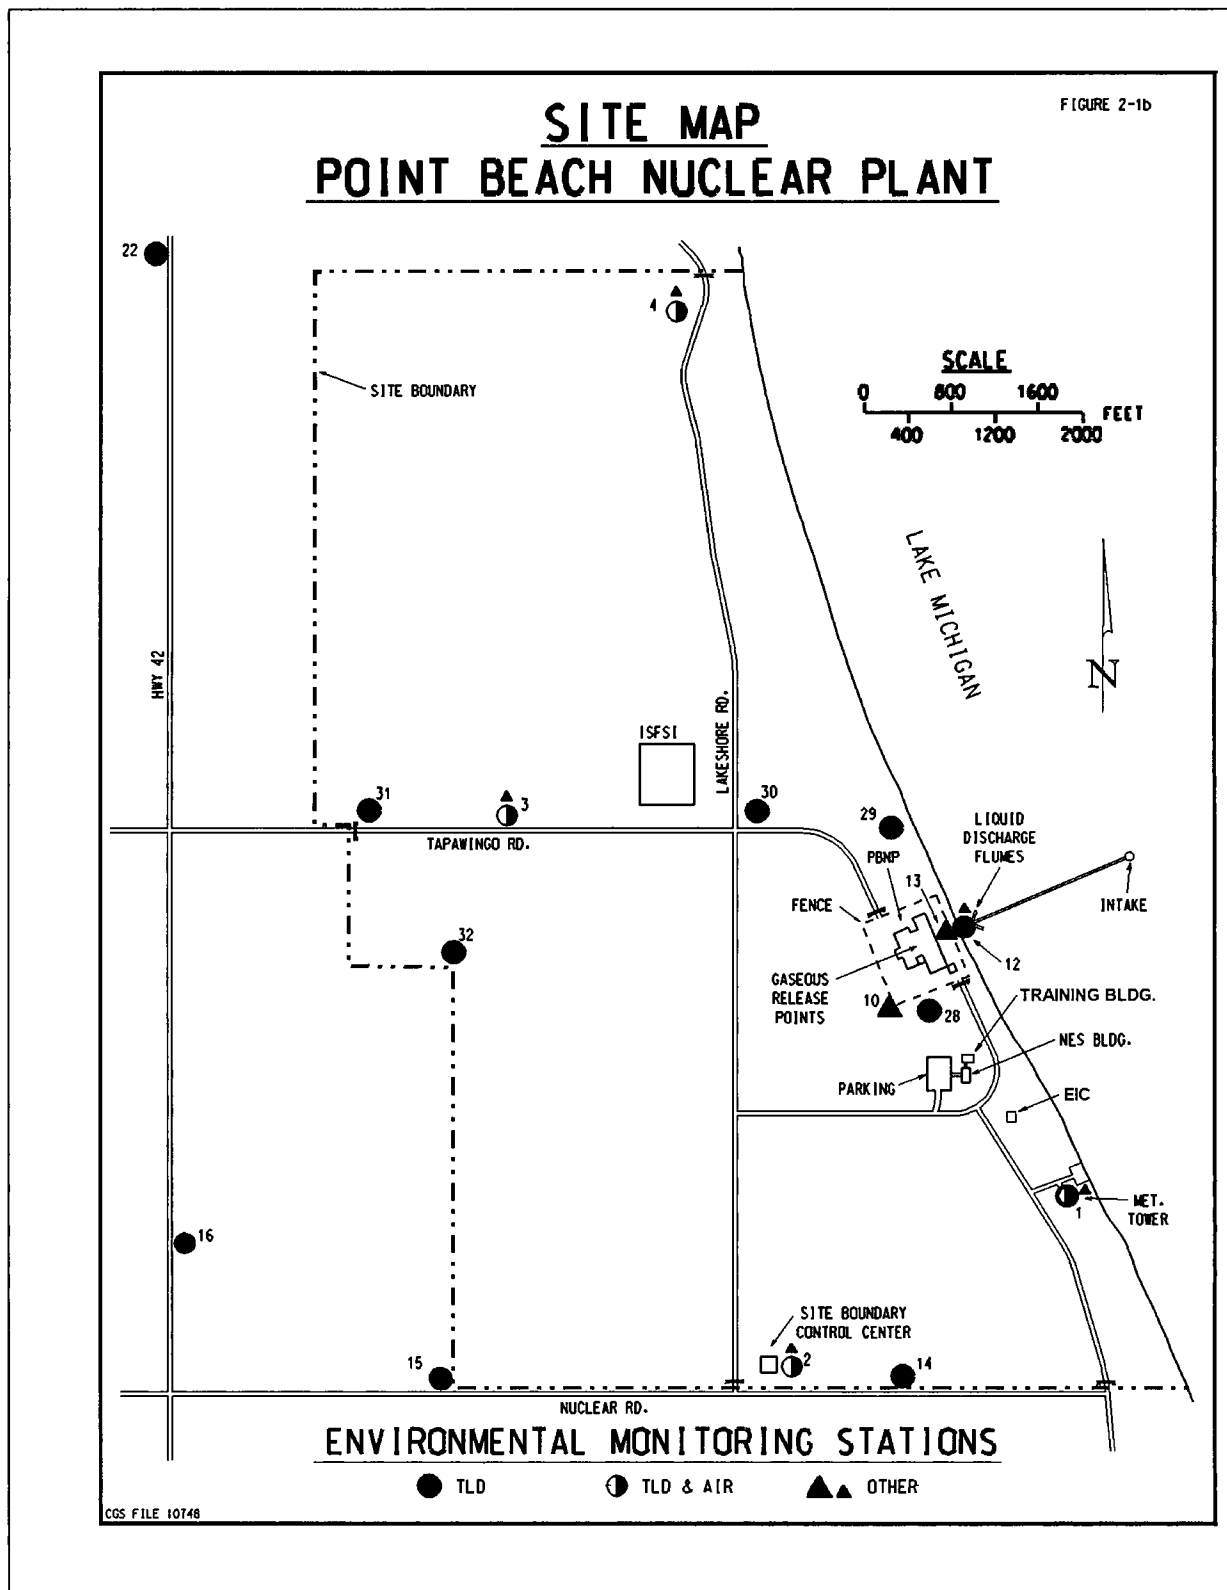 FIGURE 2-1b
SITE MAP
POINT BEACH NUCLEAR PLANT
22
4
SITE BOUNDARY
SCALE
0 800 1600
FEET
400 1200 2000
LAKE MICHIGAN
N
HWY 42
LAKESHORE RD.
ISFSI
31
3
30
29
TAPAWINGO RD.
LIQUID
DISCHARGE
FLUMES
PBNP
13
FENCE
INTAKE
32
12
GASEOUS
RELEASE
POINTS
10
28
TRAINING BLDG.
NES BLDG.
PARKING
EIC
1
MET.
TOWER
16
SITE BOUNDARY
CONTROL CENTER
15
2
14
NUCLEAR RD.
ENVIRONMENTAL MONITORING STATIONS
TLD
TLD & AIR
OTHER
CGS FILE 10748